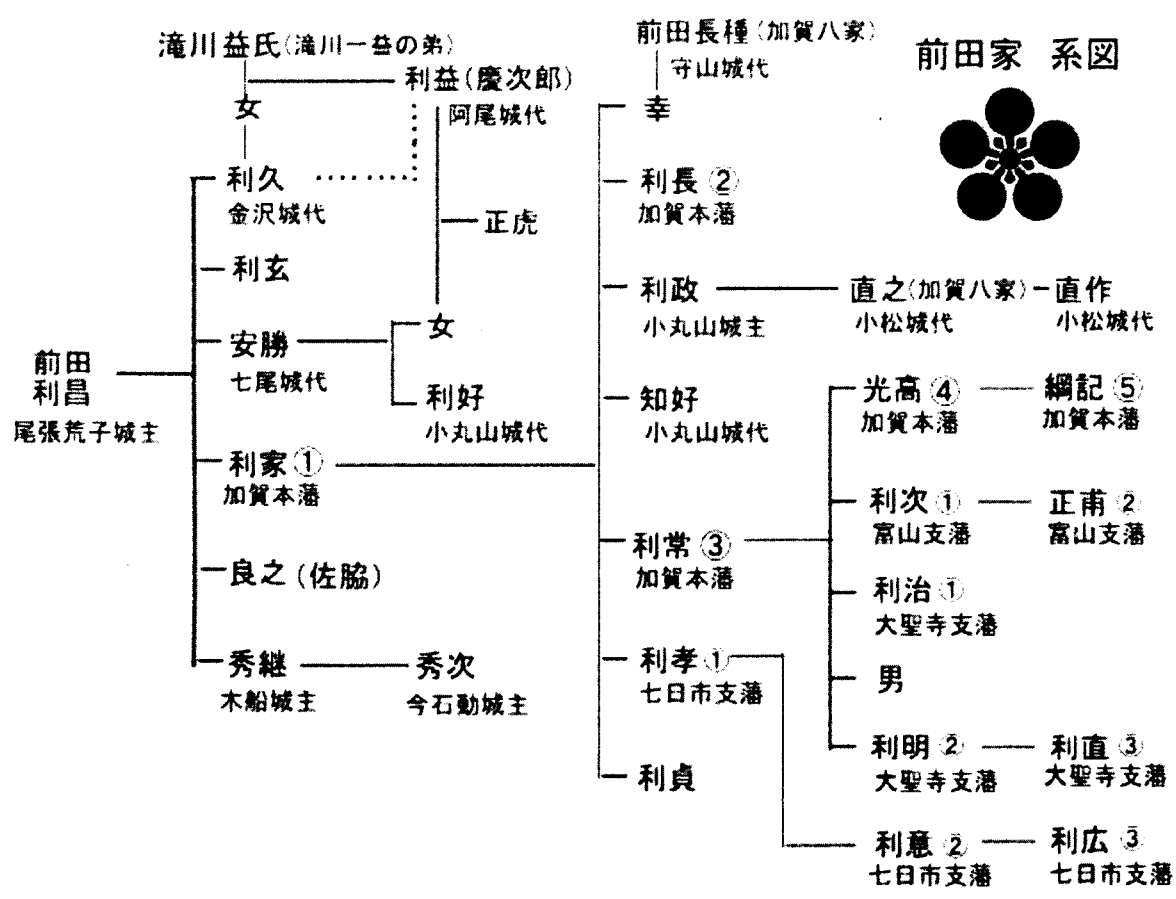 前田家 系図
滝川益氏(滝川一益の弟)
利益(慶次郎)
阿尾城代
女
利久
金沢城代
正虎
利玄
女
安勝
七尾城代
利好
小丸山城代
前田
利昌
尾張荒子城主
利家①
加賀本藩
良之(佐脇)
秀継
木船城主
秀次
今石動城主
前田長種(加賀八家)
守山城代
幸
利長②
加賀本藩
利政
小丸山城主
直之(加賀八家)
小松城代
直作
小松城代
知好
小丸山城代
利常③
加賀本藩
光高④
加賀本藩
綱記⑤
加賀本藩
利次①
富山支藩
正甫②
富山支藩
利治①
大聖寺支藩
男
利明②
大聖寺支藩
利直③
大聖寺支藩
利孝①
七日市支藩
利意②
七日市支藩
利広③
七日市支藩
利貞